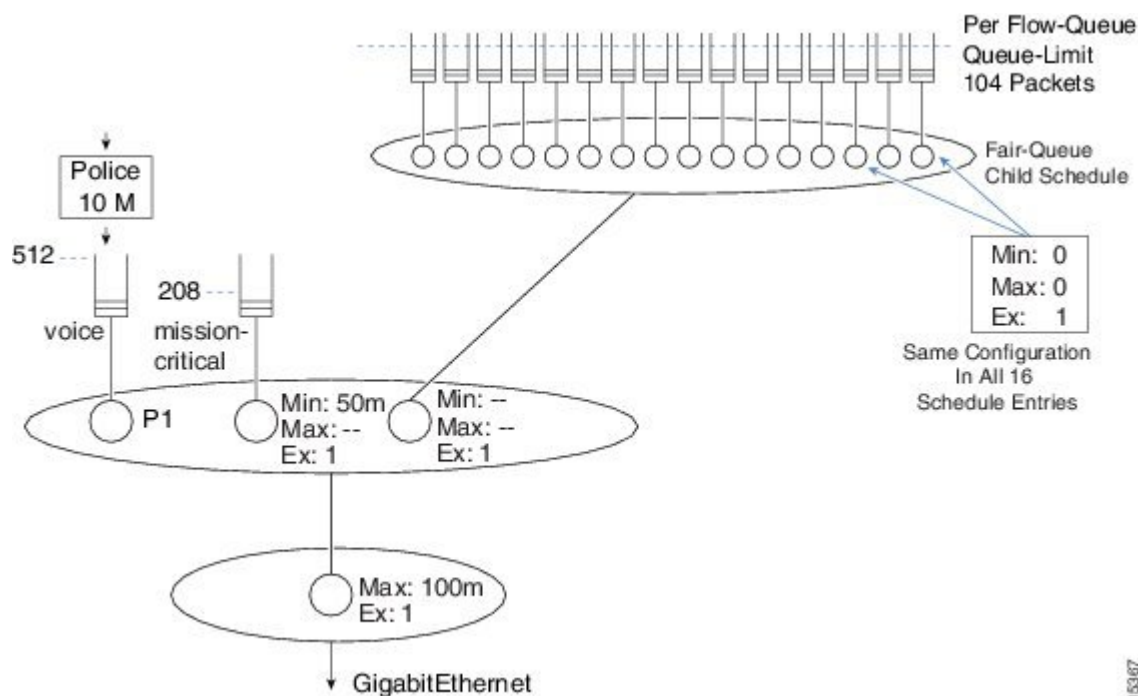 Per Flow-Queue
Queue-Limit
104 Packets
Fair-Queue
Child Schedule
Police
10 M
512
208
voice
mission-
critical
Min: 0
Max: 0
Ex: 1
Same Configuration
In All 16
Schedule Entries
P1
Min: 50m
Max: --
Ex: 1
Min: --
Max: --
Ex: 1
Max: 100m
Ex: 1
GigabitEthernet